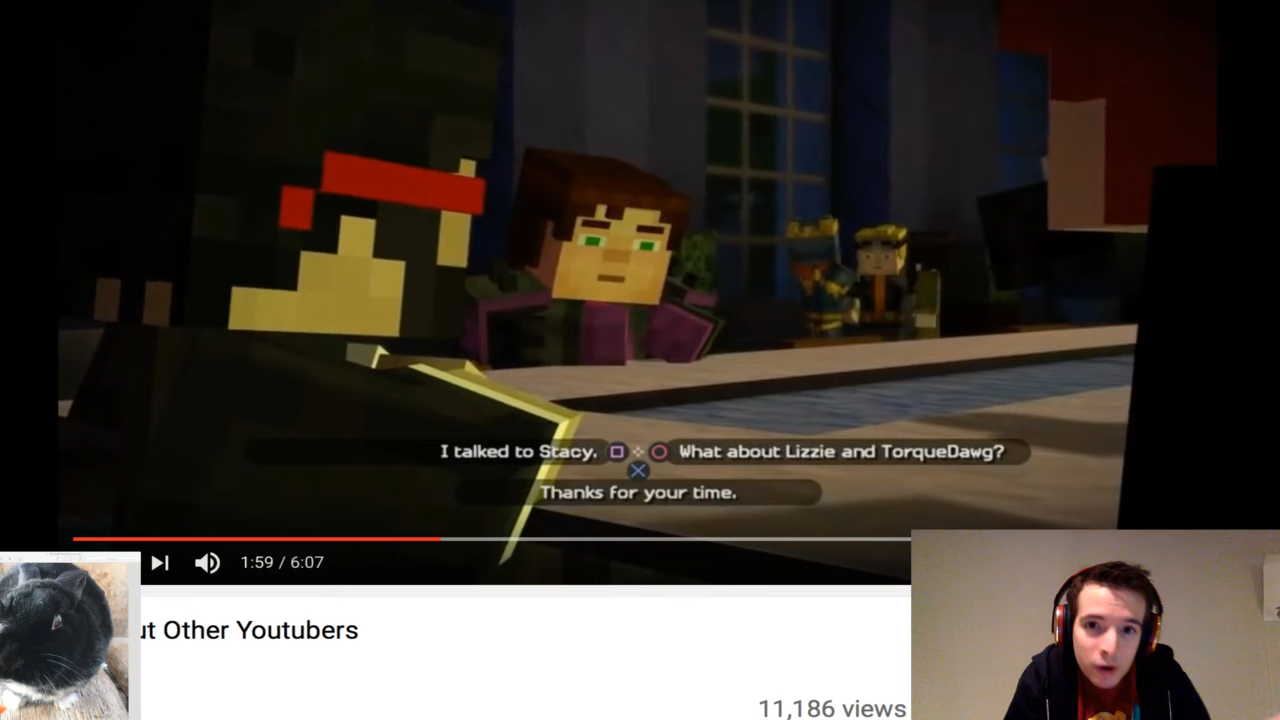 I talked to Stacy. What about Lizzie and TorqueDawg?
Thanks for your time.
1:59 / 6:07
ut Other Youtubers
11,186 views